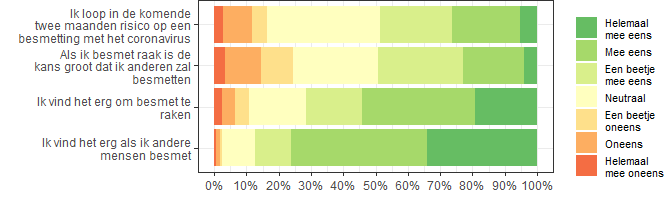 Ik loop in de komende
twee maanden risico op een
besmetting met het coronavirus
Als ik besmet raak is de
kans groot dat ik anderen zal
besmetten
Ik vind het erg om besmet te
raken
Ik vind het erg als ik andere
mensen besmet
0% 10% 20% 30% 40% 50% 60% 70% 80% 90% 100%
Helemaal
mee eens
Mee eens
Een beetje
mee eens
Neutraal
Een beetje
oneens
Oneens
Helemaal
mee oneens